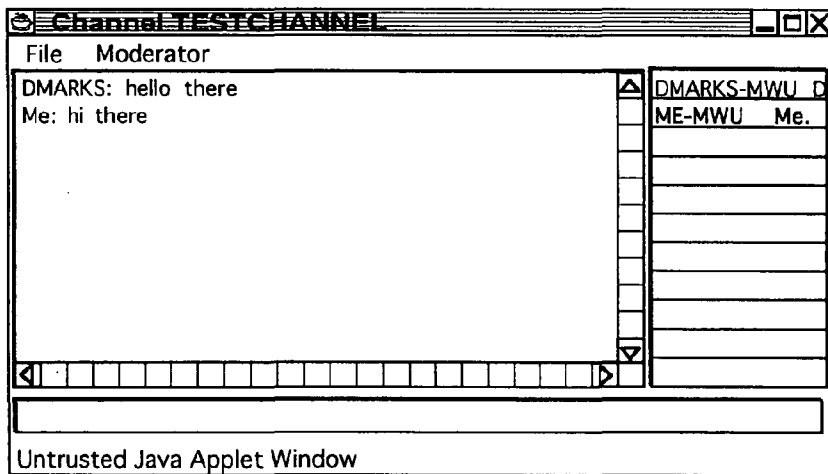 Channel TESTCHANNEL
File Moderator
DMARKS: hello there
Me: hi there
DMARKS-MWU D
ME-MWU Me.
Untrusted Java Applet Window